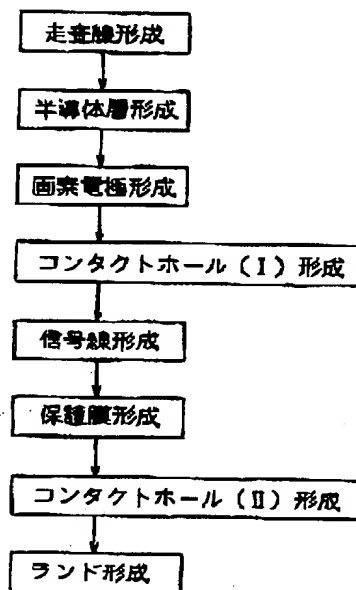 走査線形成
半導体層形成
画素電極形成
コンタクトホール(Ⅰ)形成
信号線形成
保護膜形成
コンタクトホール(Ⅱ)形成
ランド形成